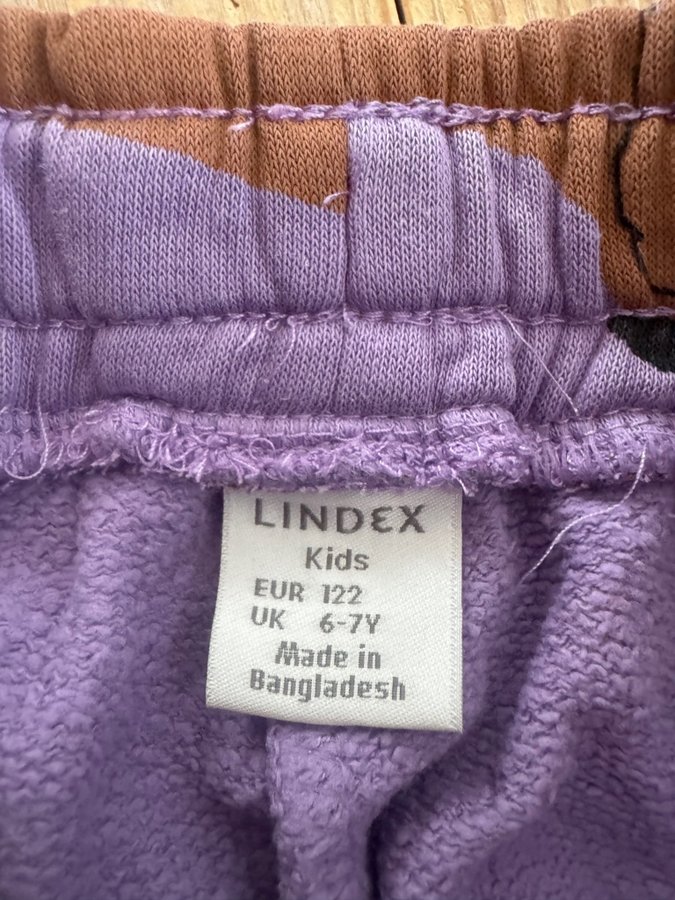 LINDEX
Kids
EUR 122
UK 6-7Y
Made in
Bangladesh